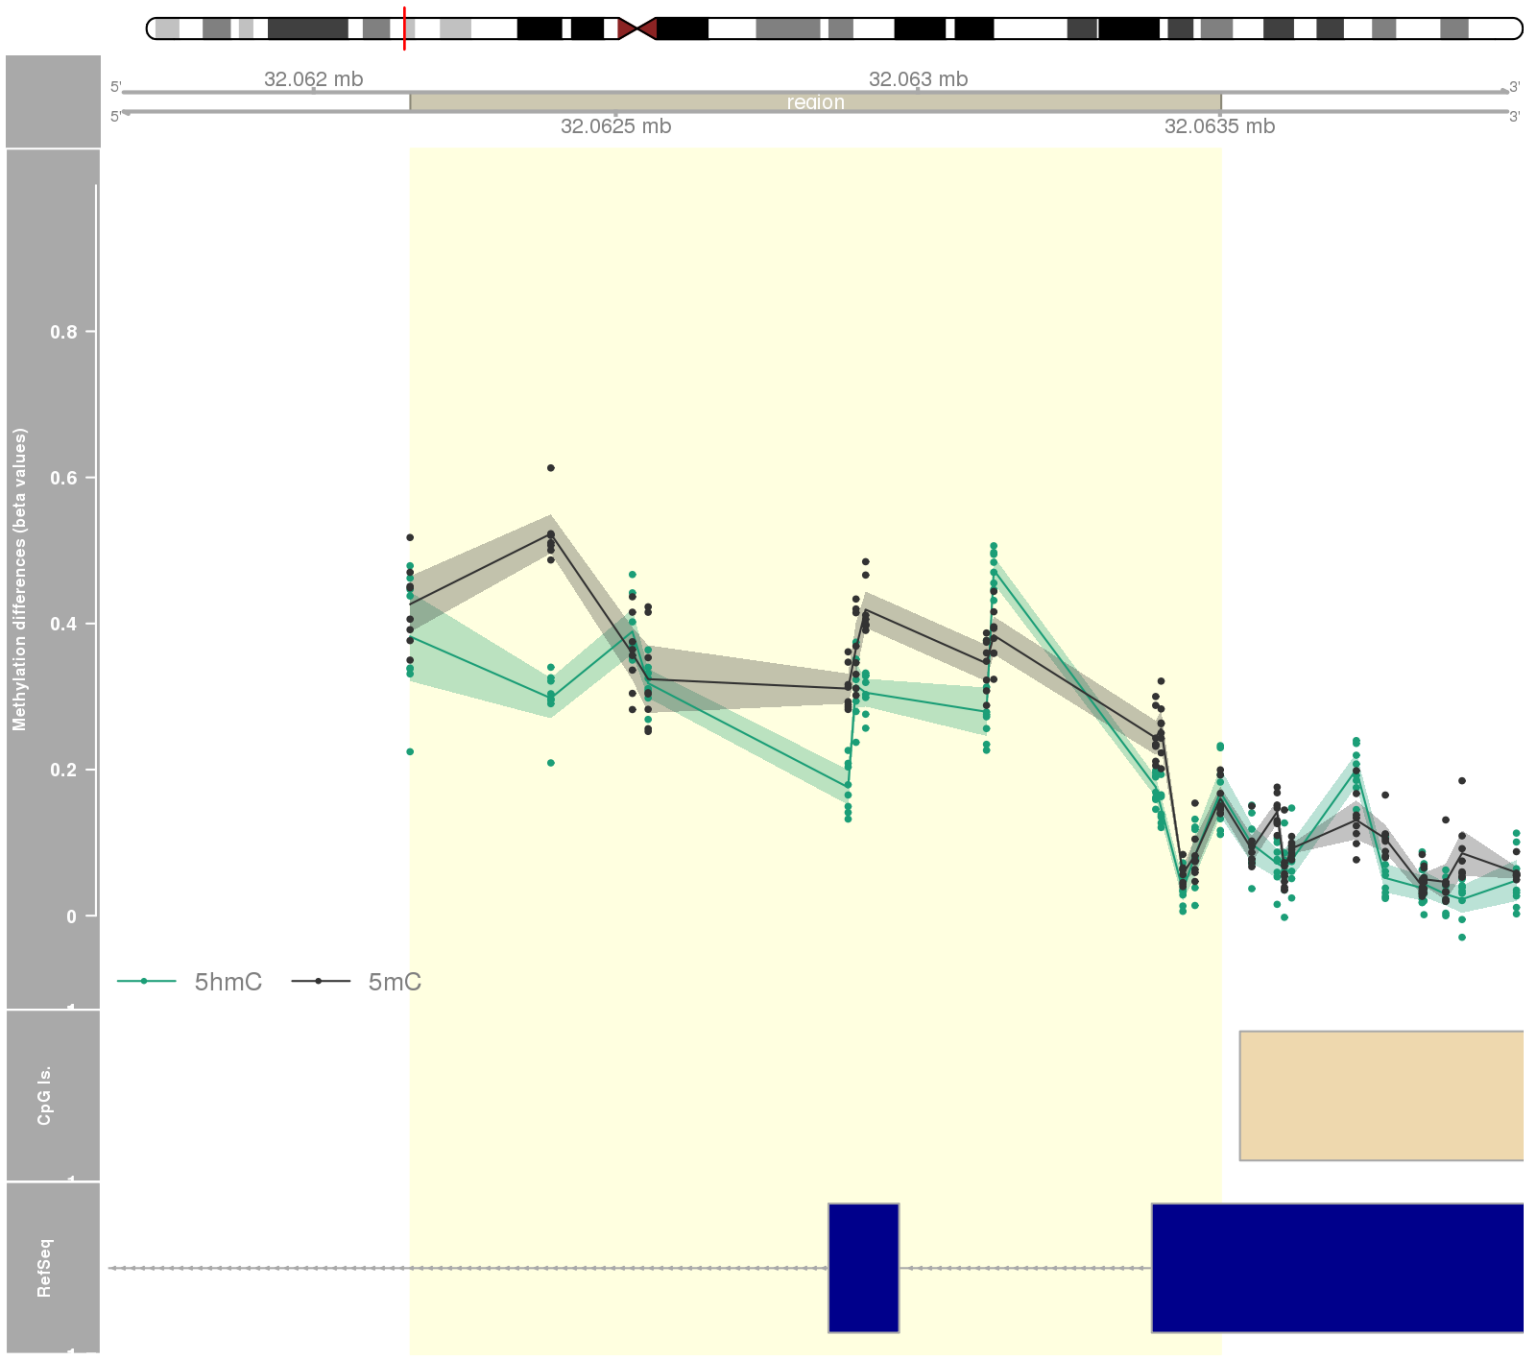 32.062 mb 32.063 mb
5' 3'
region
5' 3'
32.0625 mb 32.0635 mb
Methylation differences (beta values)
0.8
0.6
0.4
0.2
0
5hmC 5mC
CpG Is.
RefSeq